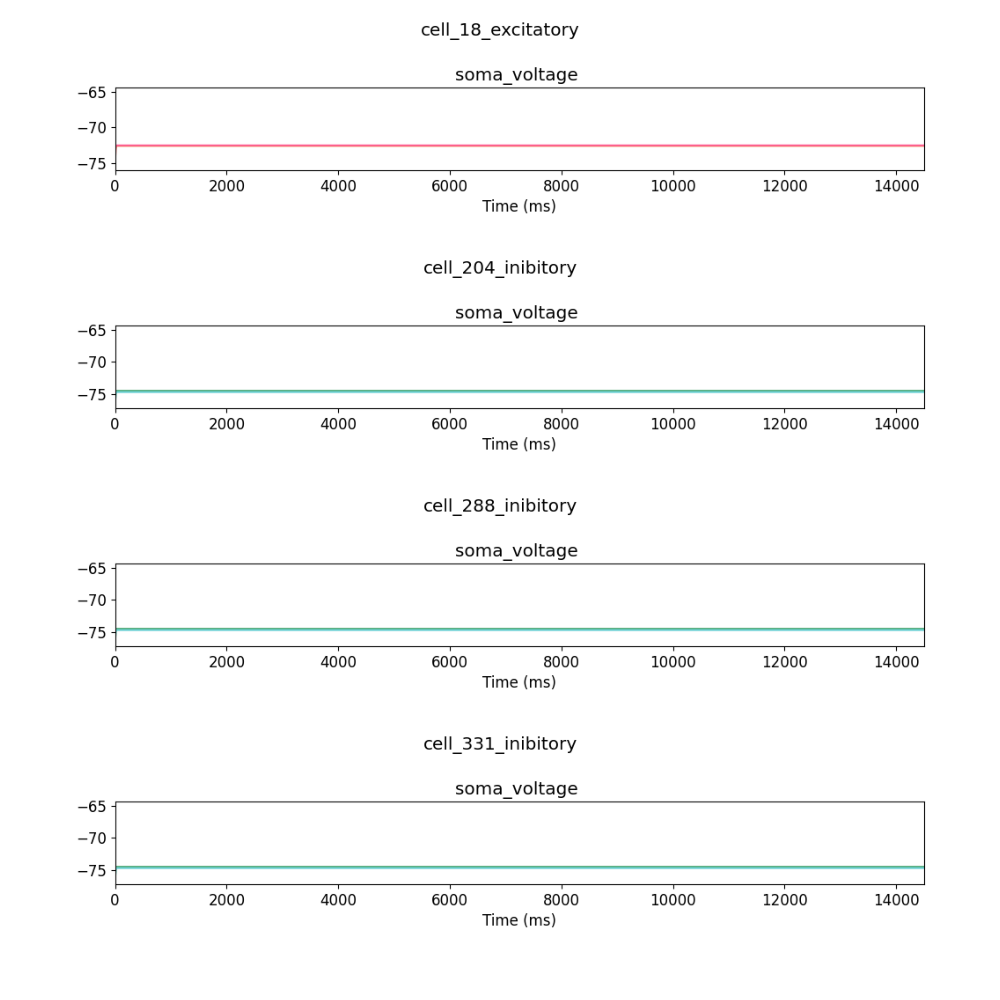 cell_18_excitatory
soma_voltage
−65
−70
−75
0 2000 4000 6000 8000 10000 12000 14000
Time (ms)
cell_204_inibitory
soma_voltage
−65
−70
−75
0 2000 4000 6000 8000 10000 12000 14000
Time (ms)
cell_288_inibitory
soma_voltage
−65
−70
−75
0 2000 4000 6000 8000 10000 12000 14000
Time (ms)
cell_331_inibitory
soma_voltage
−65
−70
−75
0 2000 4000 6000 8000 10000 12000 14000
Time (ms)